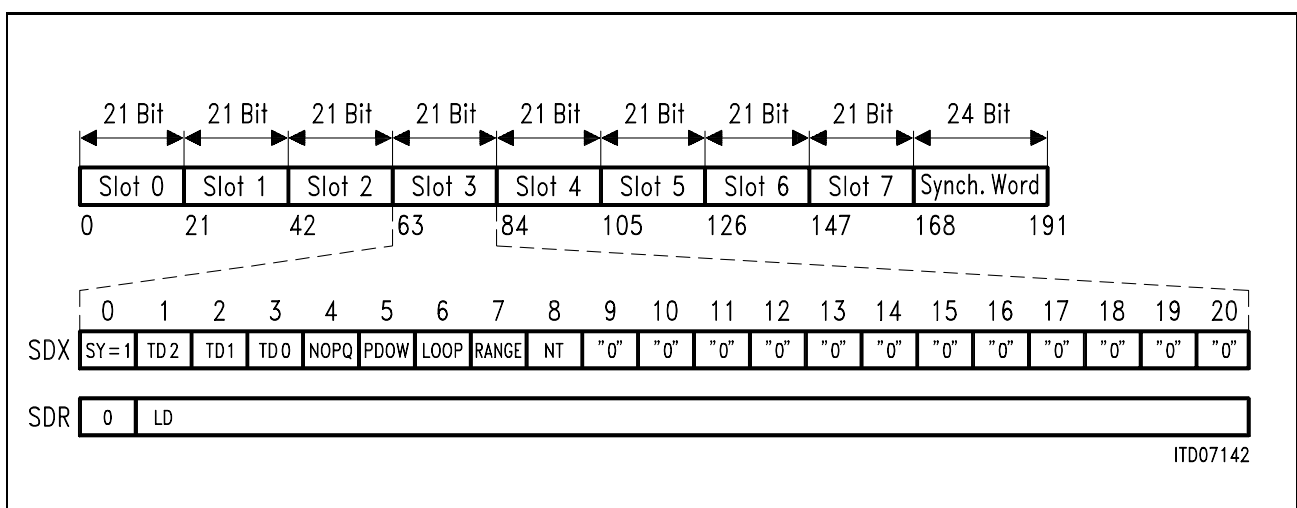 21 Bit 21 Bit 21 Bit 21 Bit 21 Bit 21 Bit 21 Bit 21 Bit 24 Bit
Slot 0 Slot 1 Slot 2 Slot 3 Slot 4 Slot 5 Slot 6 Slot 7 Synch. Word
0 21 42 63 84 105 126 147 168 191
0 1 2 3 4 5 6 7 8 9 10 11 12 13 14 15 16 17 18 19 20
SDX SY=1 TD2 TD1 TD0 NOPQ PDOW LOOP RANGE NT "0" "0" "0" "0" "0" "0" "0" "0" "0" "0" "0" "0"
SDR 0 LD
ITD07142